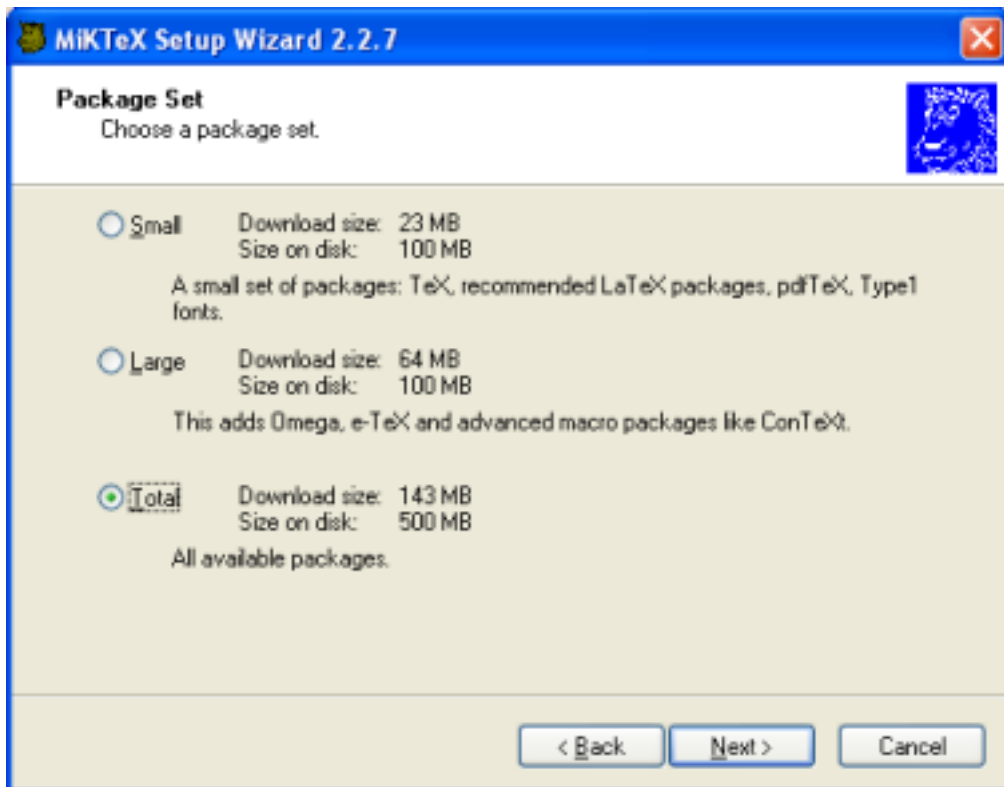 MiKTeX Setup Wizard 2.2.7
Package Set
Choose a package set.
Small Download size: 23 MB
Size on disk: 100 MB
A small set of packages: TeX, recommended LaTeX packages, pdfTeX, Type1
fonts.
Large Download size: 64 MB
Size on disk: 100 MB
This adds Omega, e-TeX and advanced macro packages like ConTeXt.
Total Download size: 143 MB
Size on disk: 500 MB
All available packages.
< Back Next > Cancel